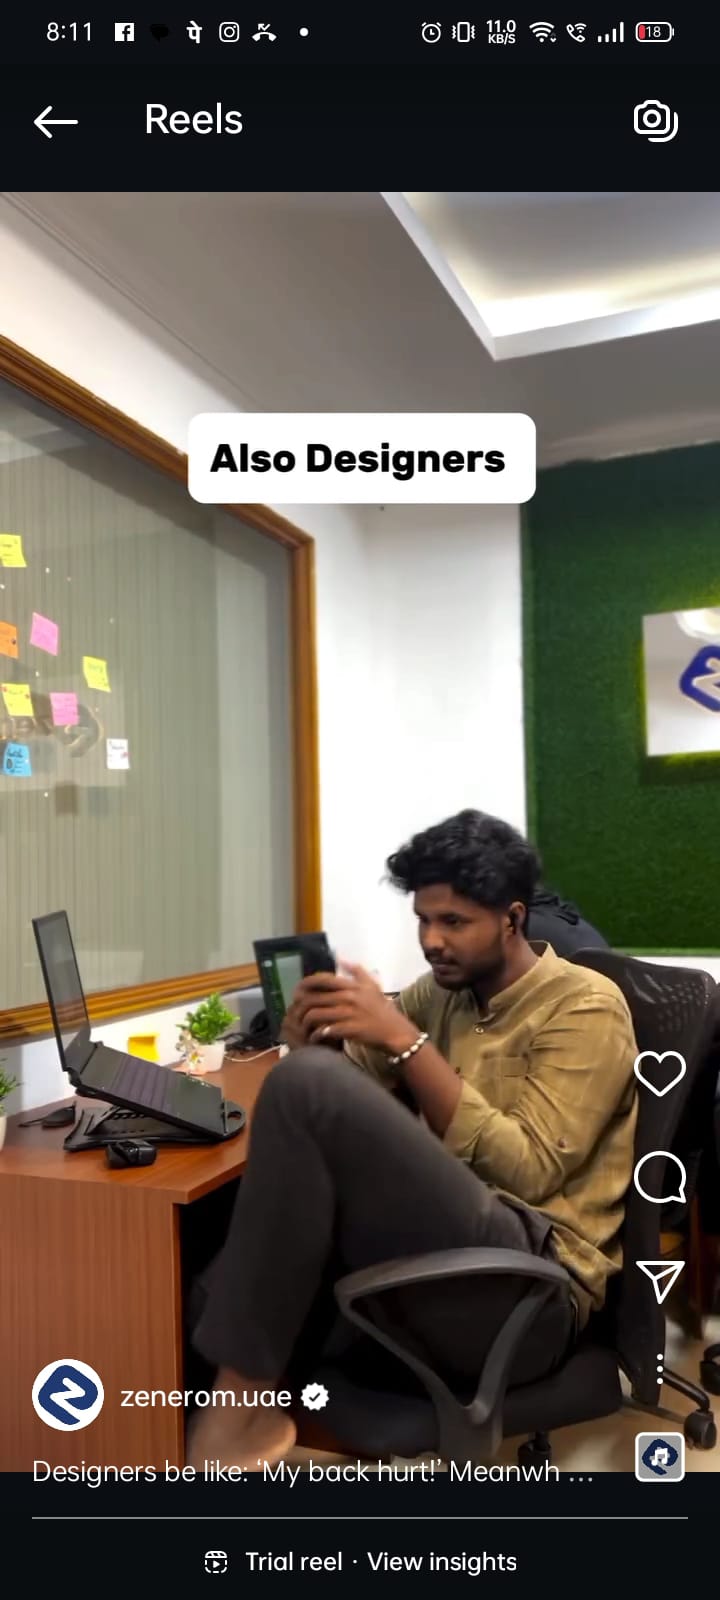 8:11 पे 11.0 KB/S 18
Reels
Also Designers
zenerom.uae
Designers be like: ‘My back hurt!’ Meanwh ...
Trial reel · View insights